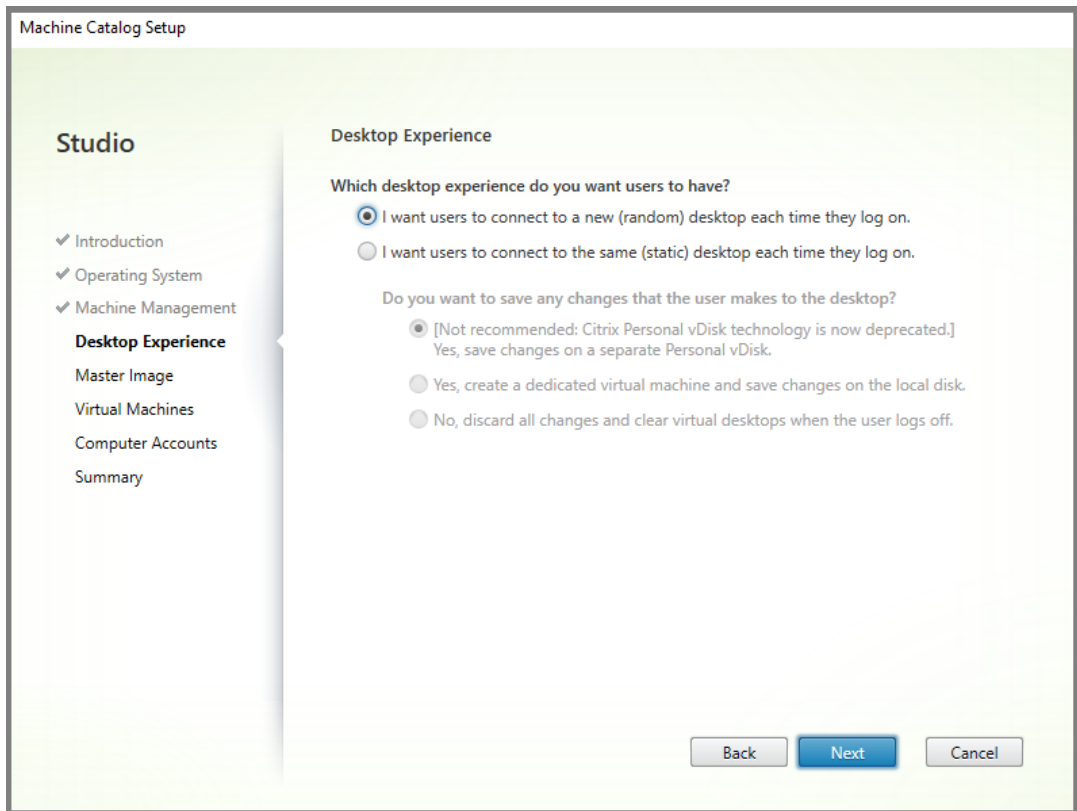 Machine Catalog Setup
Studio
Introduction
Operating System
Machine Management
Desktop Experience
Master Image
Virtual Machines
Computer Accounts
Summary
Desktop Experience
Which desktop experience do you want users to have?
I want users to connect to a new (random) desktop each time they log on.
I want users to connect to the same (static) desktop each time they log on.
Do you want to save any changes that the user makes to the desktop?
[Not recommended: Citrix Personal vDisk technology is now deprecated.]
Yes, save changes on a separate Personal vDisk.
Yes, create a dedicated virtual machine and save changes on the local disk.
No, discard all changes and clear virtual desktops when the user logs off.
Back
Next
Cancel